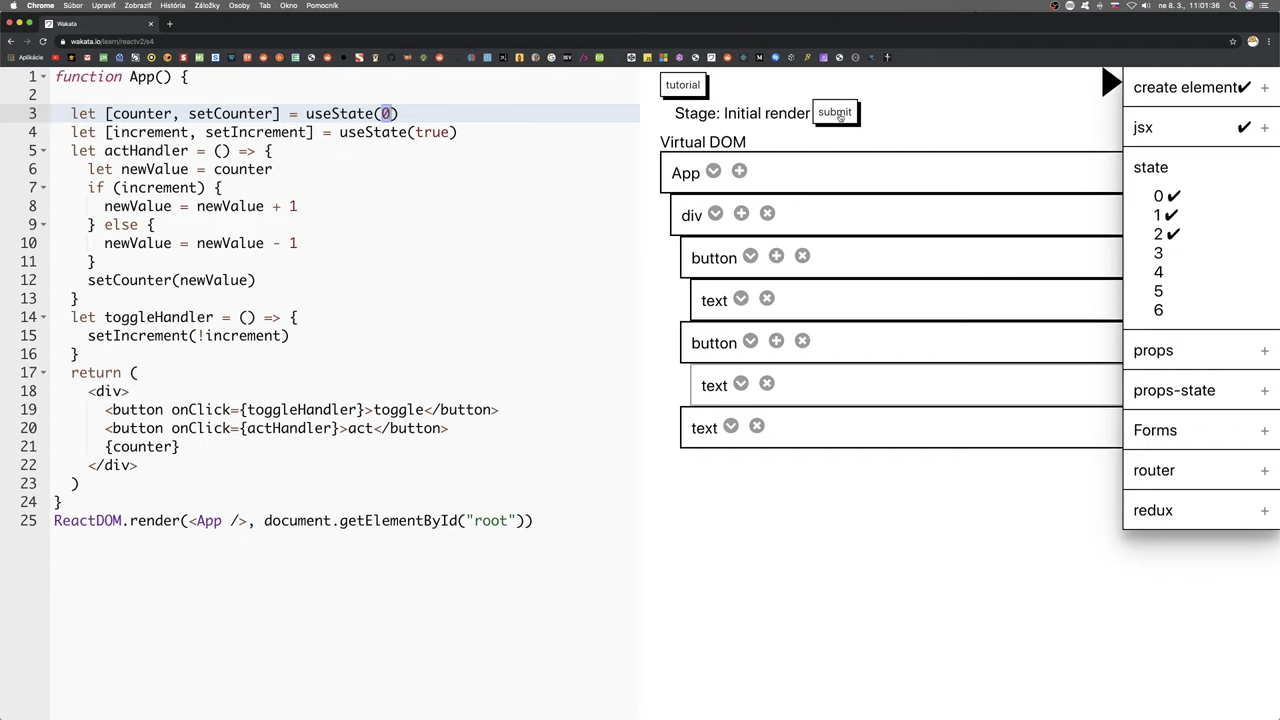 Chrome Súbor Upraviť Zobraziť História Záložky Osoby Tab Okno Pomocník
ne 8. 3., 11:01:36
Wakata
wakata.io/learn/reactv2/s4
Aplikácie
1 function App() {
2
3 let [counter, setCounter] = useState(0)
4 let [increment, setIncrement] = useState(true)
5 let actHandler = () => {
6 let newValue = counter
7 if (increment) {
8 newValue = newValue + 1
9 } else {
10 newValue = newValue - 1
11 }
12 setCounter(newValue)
13 }
14 let toggleHandler = () => {
15 setIncrement(!increment)
16 }
17 return (
18 <div>
19 <button onClick={toggleHandler}>toggle</button>
20 <button onClick={actHandler}>act</button>
21 {counter}
22 </div>
23 )
24 }
25 ReactDOM.render(<App />, document.getElementById("root"))
tutorial
Stage: Initial render submit
Virtual DOM
App
div
button
text
button
text
text
create element✔ +
jsx ✔ +
state
0 ✔
1 ✔
2 ✔
3
4
5
6
props +
props-state +
Forms +
router +
redux +